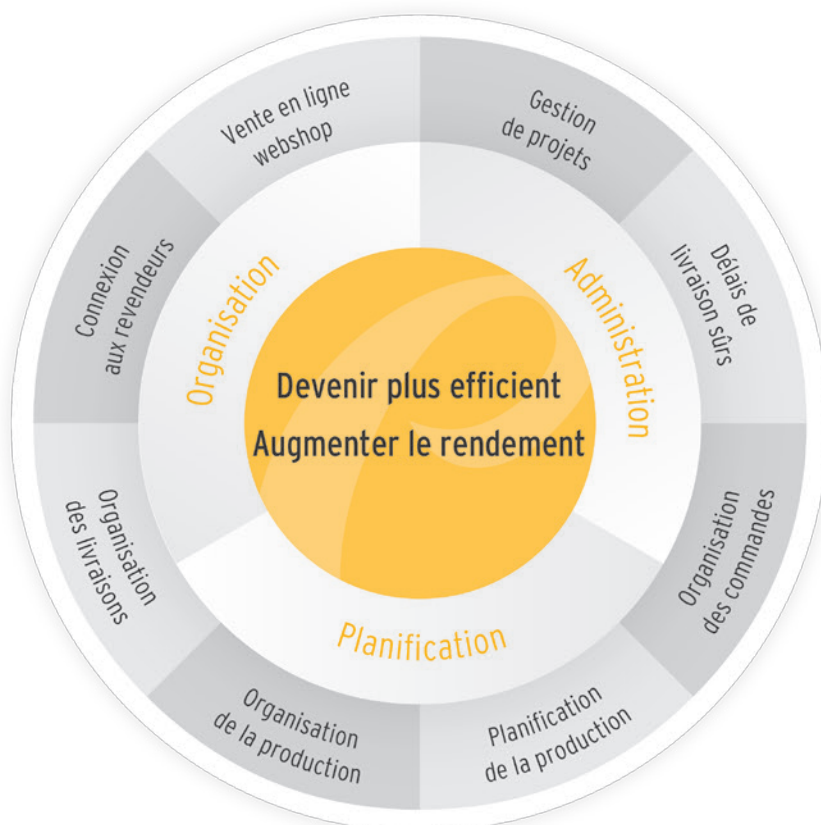 Devenir plus efficient
Augmenter le rendement
Organisation
Administration
Planification
Gestion
de projets
Délais de
livraison sûrs
Organisation
des commandes
Planification
de la production
Organisation
de la production
Organisation
des livraisons
Connexion
aux revendeurs
Vente en ligne
webshop